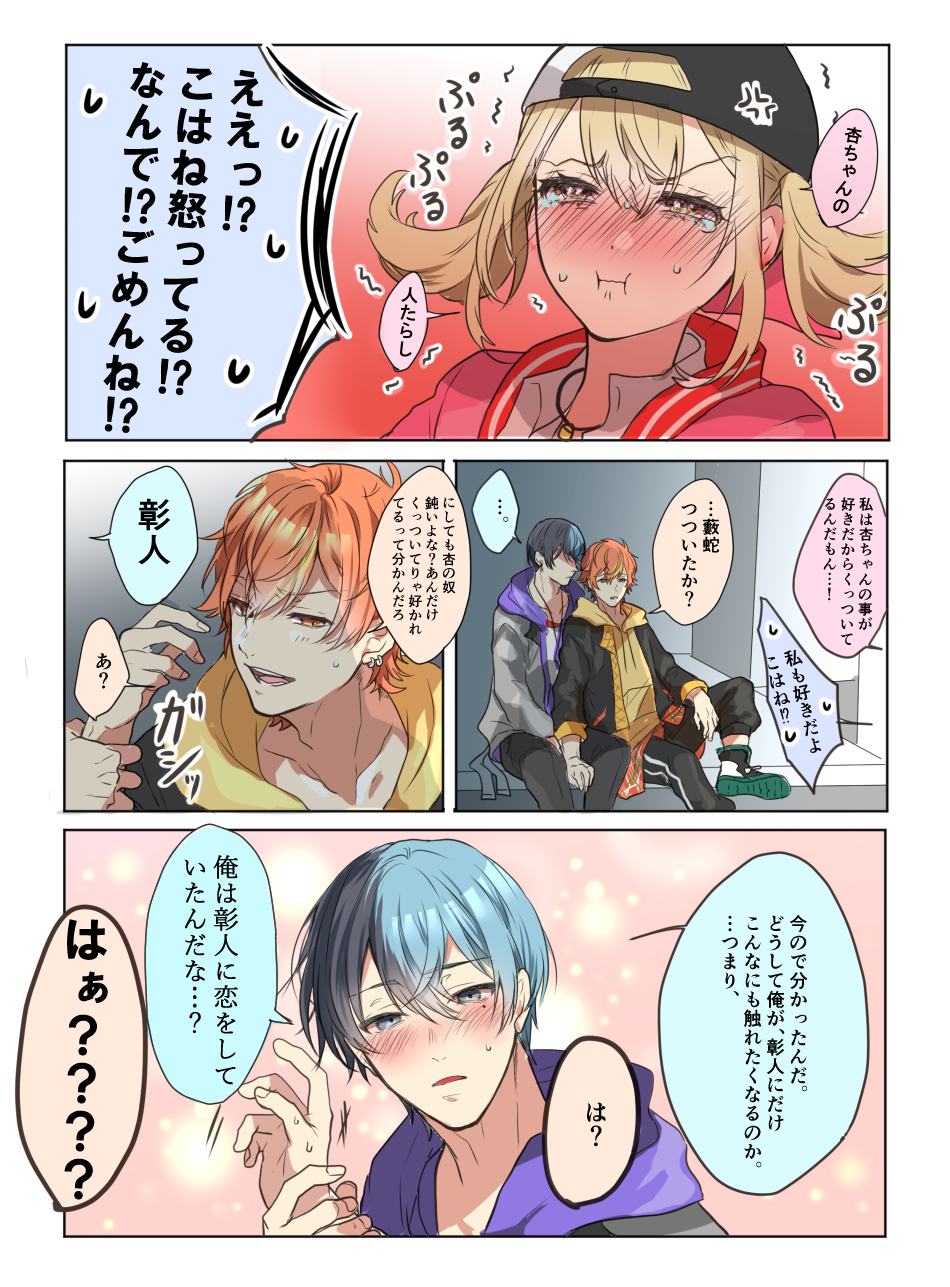 杏ちゃんの
ぷる
ぷる
ぷる
人たらし
ええっ!?
こはね怒ってる!?
なんで!?ごめんね!?
私は杏ちゃんの事が
好きだからくっついて
るんだもん…!
私も好きだよ
こはね!?
…藪蛇
つついたか？
…。
にしても杏の奴
鈍いよな？あんだけ
くっついてりゃ好かれ
てるって分かんだろ
彰人
ガシッ
あ？
今ので分かったんだ。
どうして俺が、彰人にだけ
こんなにも触れたくなるのか。
…つまり、
は？
俺は彰人に恋をして
いたんだな…？
はぁ？？？？？